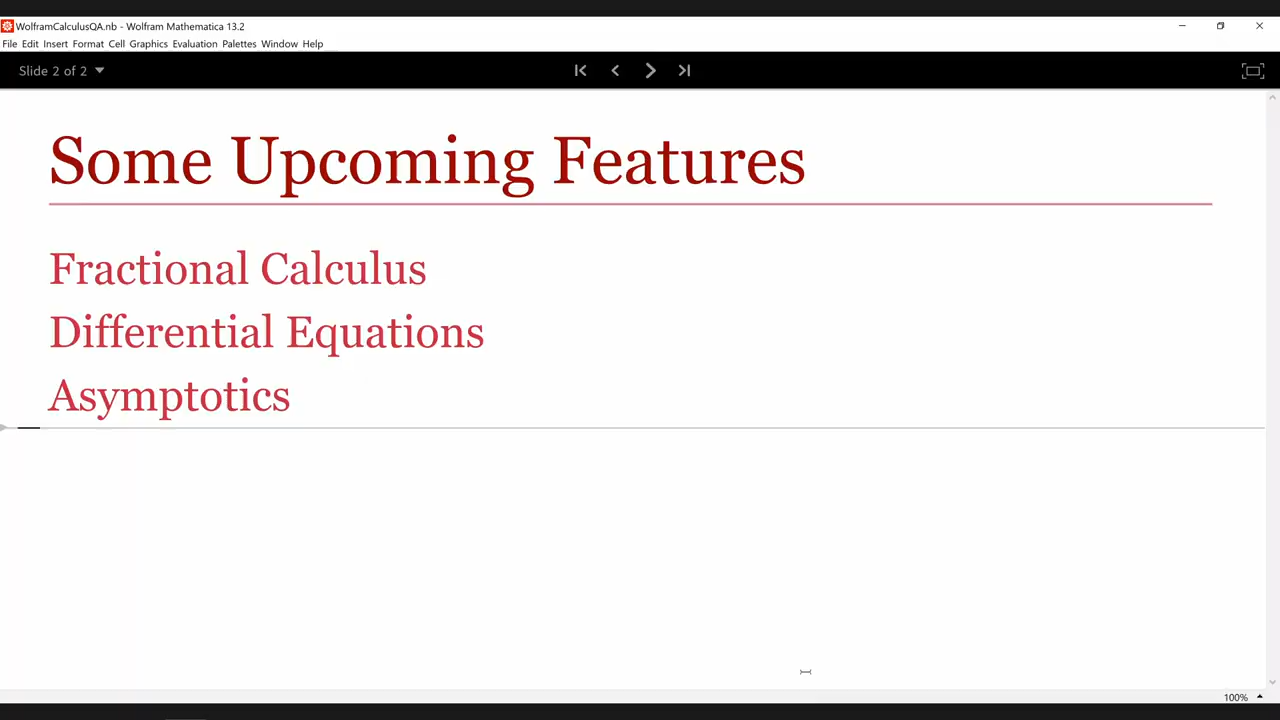 WolframCalculusQA.nb - Wolfram Mathematica 13.2
File Edit Insert Format Cell Graphics Evaluation Palettes Window Help
Slide 2 of 2
Some Upcoming Features
Fractional Calculus
Differential Equations
Asymptotics
100%